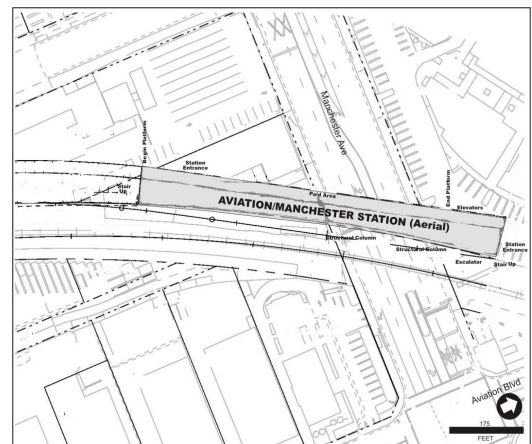 Manchester Ave
Begin Platform
Station
Entrance
Stair
Up
Paid Area
End Platform
Elevators
AVIATION/MANCHESTER STATION (Aerial)
Structural Column
Structural Column
Station
Entrance
Escalator
Stair Up
Aviation Blvd
175
FEET